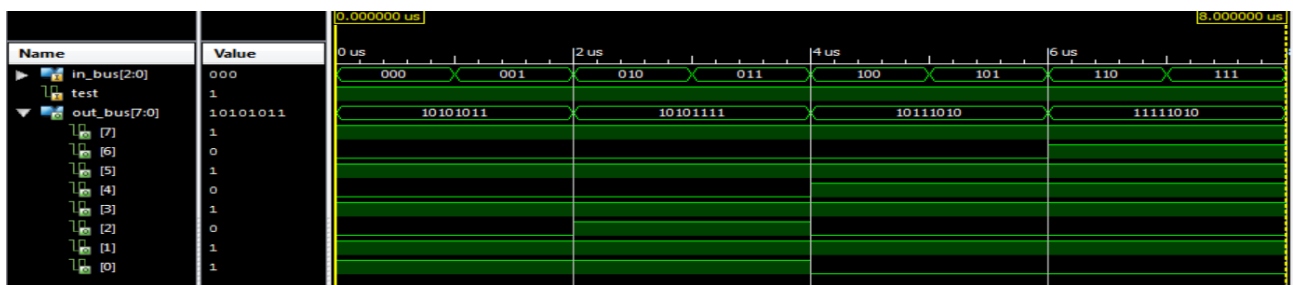 0.000000 us 8.000000 us
Name Value 0 us 2 us 4 us 6 us
in_bus[2:0] 000 000 001 010 011 100 101 110 111
test 1
out_bus[7:0] 10101011 10101011 10101111 10111010 11111010
[7] 1
[6] 0
[5] 1
[4] 0
[3] 1
[2] 0
[1] 1
[0] 1